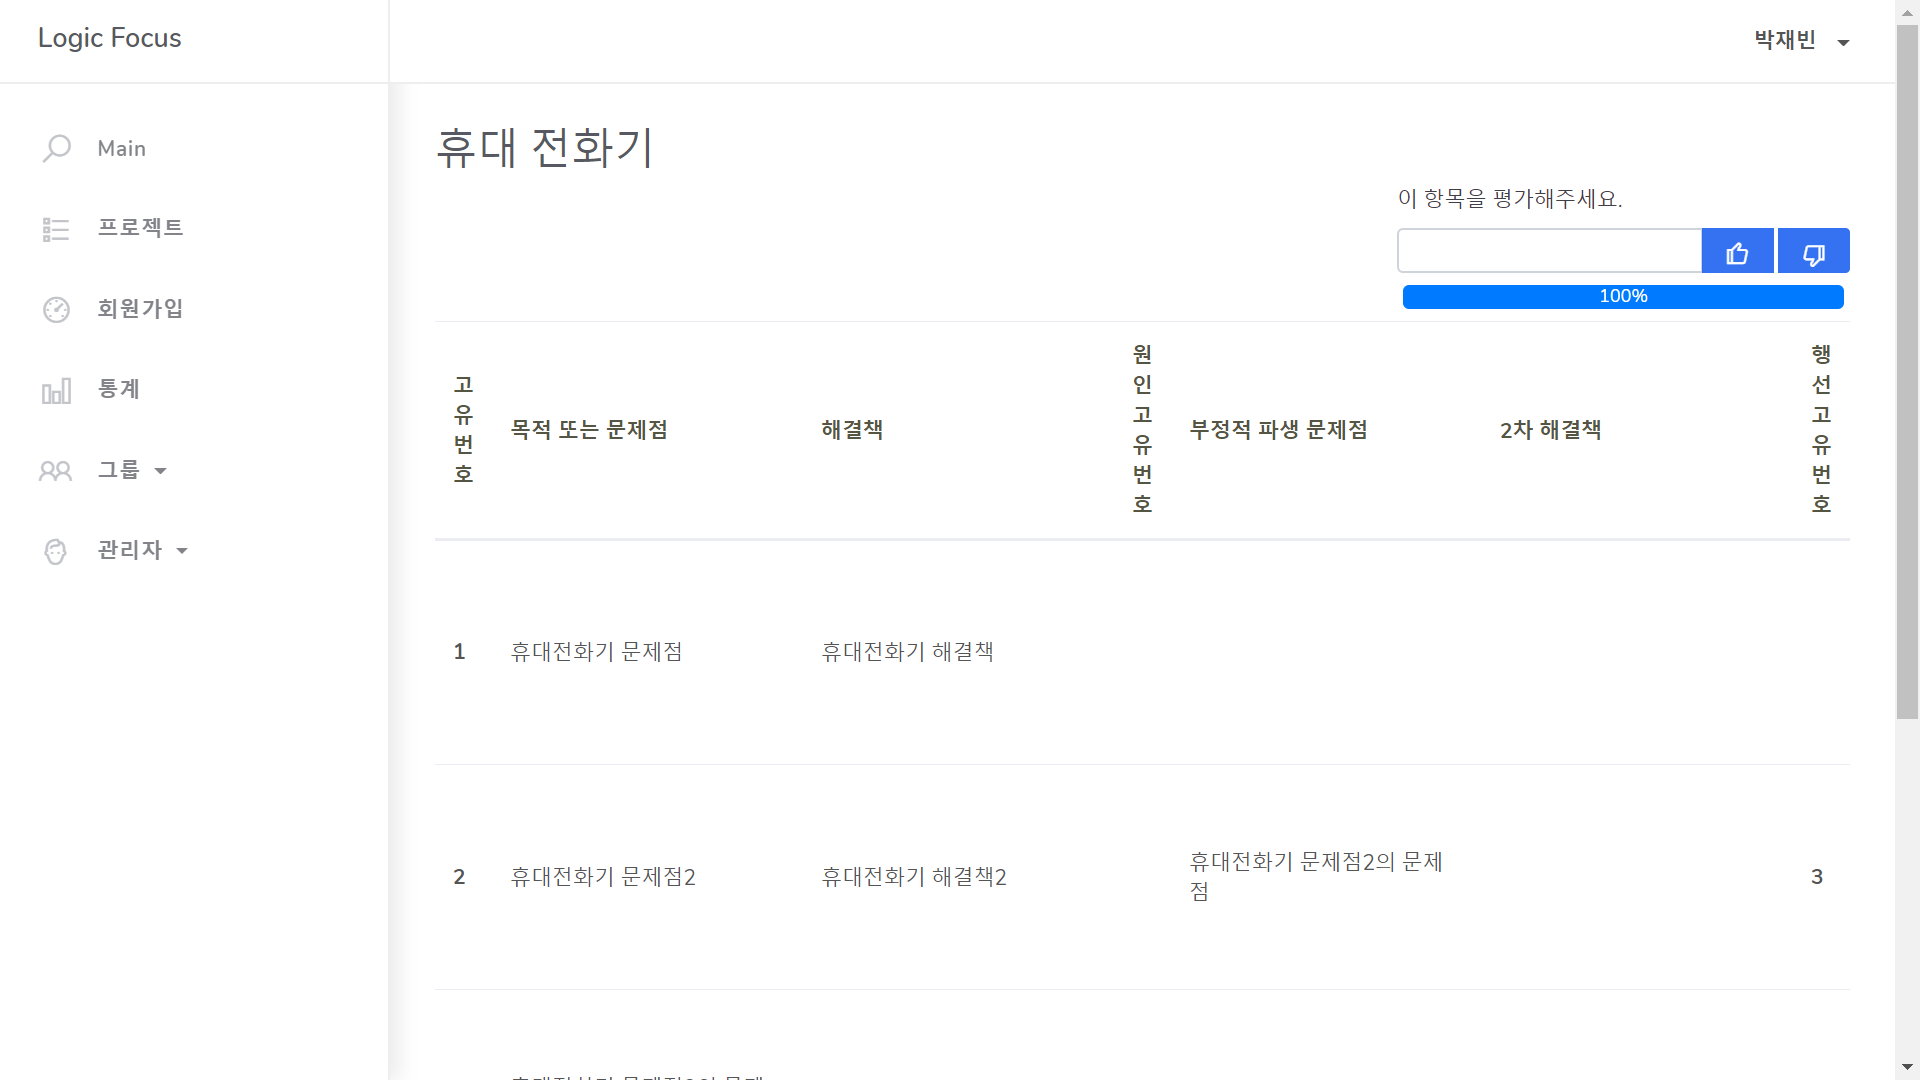 Logic Focus
박재빈
Main
프로젝트
회원가입
통계
그룹
관리자
휴대 전화기
이 항목을 평가해주세요.
100%
고
유
번
호
목적 또는 문제점
해결책
원
인
고
유
번
호
부정적 파생 문제점
2차 해결책
행
선
고
유
번
호
1
휴대전화기 문제점
휴대전화기 해결책
2
휴대전화기 문제점2
휴대전화기 해결책2
휴대전화기 문제점2의 문제
점
3